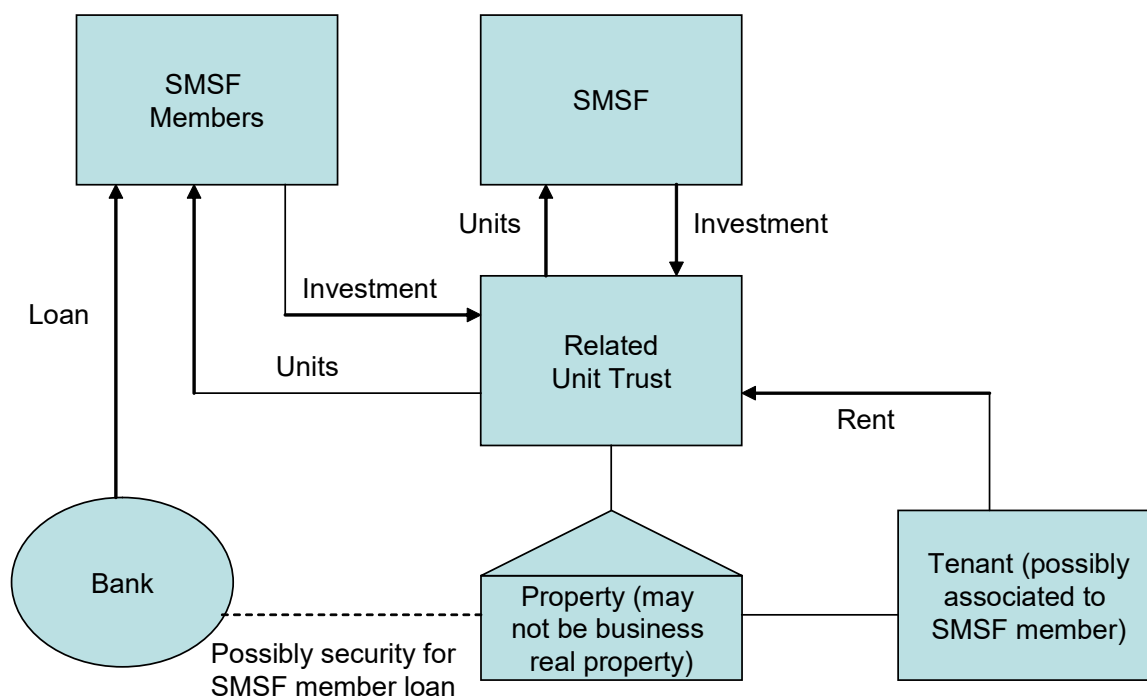 SMSF
Members
SMSF
Units
Investment
Loan
Investment
Units
Related
Unit Trust
Rent
Bank
Property (may
not be business
real property)
Tenant (possibly
associated to
SMSF member)
Possibly security for
SMSF member loan